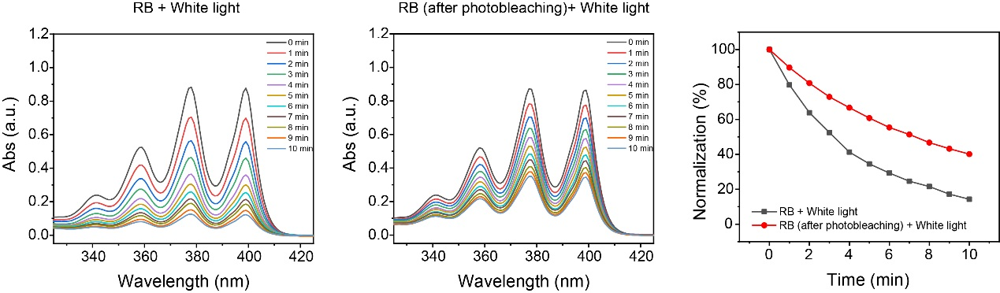 RB + White light
1.2
1.0
0.8
0.6
0.4
0.2
0.0
Abs (a.u.)
0 min
1 min
2 min
3 min
4 min
5 min
6 min
7 min
8 min
9 min
10 min
340 360 380 400 420
Wavelength (nm)
RB (after photobleaching)+ White light
1.2
1.0
0.8
0.6
0.4
0.2
0.0
Abs (a.u.)
0 min
1 min
2 min
3 min
4 min
5 min
6 min
7 min
8 min
9 min
10 min
340 360 380 400 420
Wavelength (nm)
100
80
60
40
20
0
Normalization (%)
RB + White light
RB (after photobleaching) + White light
0 2 4 6 8 10
Time (min)